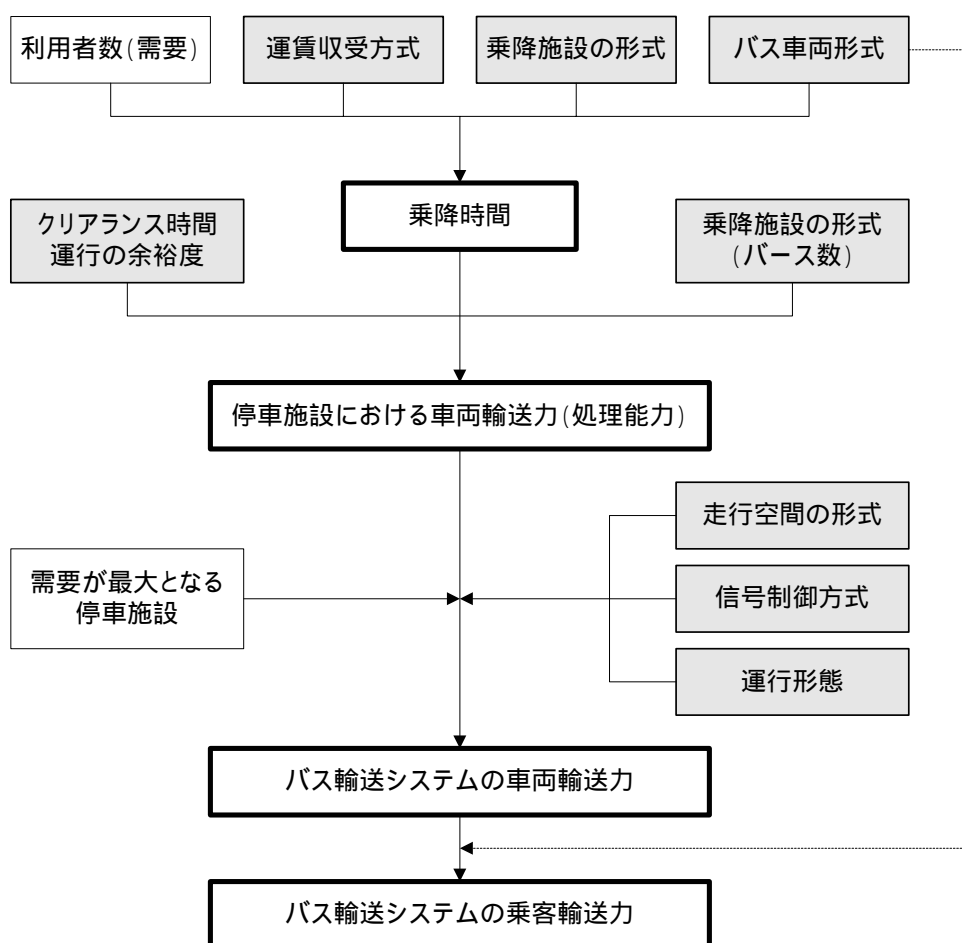 利用者数(需要)
運賃収受方式
乗降施設の形式
バス車両形式
乗降時間
クリアランス時間
運行の余裕度
乗降施設の形式
(バース数)
停車施設における車両輸送力(処理能力)
走行空間の形式
需要が最大となる
停車施設
信号制御方式
運行形態
バス輸送システムの車両輸送力
バス輸送システムの乗客輸送力